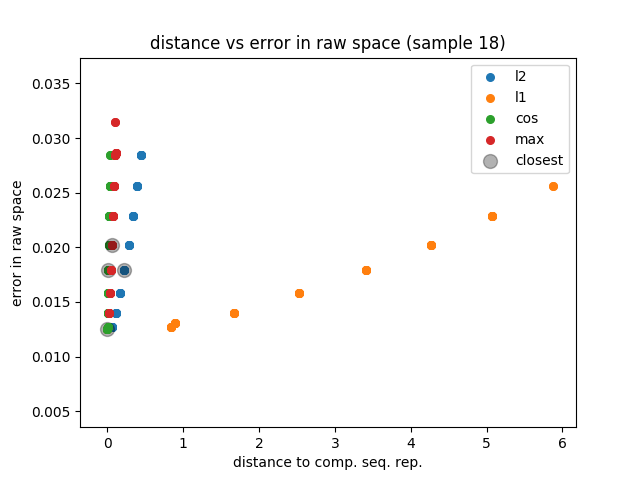 distance vs error in raw space (sample 18)
error in raw space
0.035
0.030
0.025
0.020
0.015
0.010
0.005
l2
l1
cos
max
closest
0 1 2 3 4 5 6
distance to comp. seq. rep.